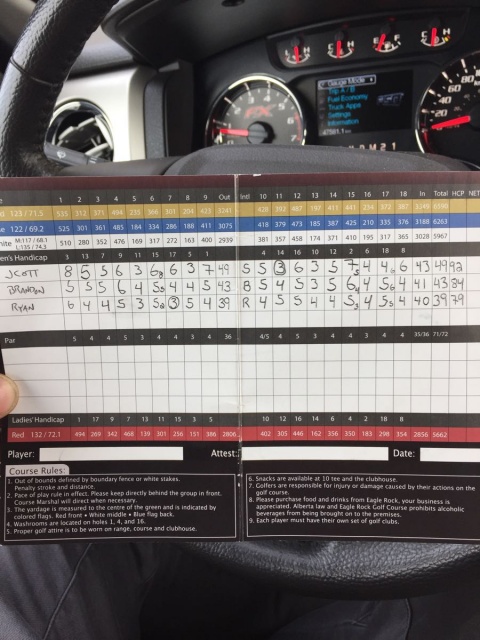 L H
C H
E F
C H
Gauge Mode
Trip A / B
Fuel Economy
Truck Apps
Settings
Information
ECO
FX
1 2 3 4 5 6 7 8 9 Out Intl 10 11 12 13 14 15 16 17 18 In Total HCP NET
123 / 71.5 535 312 371 494 235 366 301 204 423 3241
122 / 69.2 525 301 361 485 184 334 286 188 411 3075 418 379 473 185 387 425 210 335 376 3188 6263
M:117 / 68.1 L:135 / 74.3 510 280 352 476 169 317 272 163 400 2939 381 357 458 174 371 410 195 317 365 3028 5967
en's Handicap 3 13 7 5 9 11 15 17 1
SCOTT 8 5 5 6 3 6 6 3 7 49 S 5 3 6 3 5 7 4 4 6 43 49 92
BRANDON 5 5 5 6 4 5 4 4 5 43 B 5 4 5 3 5 6 4 5 4 41 43 84
RYAN 6 4 4 5 3 5 3 5 4 39 R 4 5 5 4 4 5 4 5 4 40 39 79
Par 5 4 4 5 3 4 4 3 4 36 4/5 4 5 3 4 5 3 4 4 35/36 71/72
Ladies' Handicap 1 17 9 7 13 11 15 3 5 10 12 14 16 6 4 2 18 8
Red 132 / 72.1 494 269 342 468 139 301 256 151 386 2806 402 305 446 162 356 350 183 298 354 2856 5662
Player: Attest: Date:
Course Rules:
1. Out of bounds defined by boundary fence or white stakes.
Penalty stroke and distance.
2. Pace of play rule in effect. Please keep directly behind the group in front.
Course Marshal will direct when necessary.
3. The yardage is measured to the centre of the green and is indicated by
colored flags. Red front • White middle • Blue flag back.
4. Washrooms are located on holes 1, 4, and 16.
5. Proper golf attire is to be worn on range, course and clubhouse.
6. Snacks are available at 10 tee and the clubhouse.
7. Golfers are responsible for injury or damage caused by their actions on the
golf course.
8. Please purchase food and drinks from Eagle Rock, your business is
appreciated. Alberta law and Eagle Rock Golf Course prohibits alcoholic
beverages from being brought on to the premises.
9. Each player must have their own set of golf clubs.